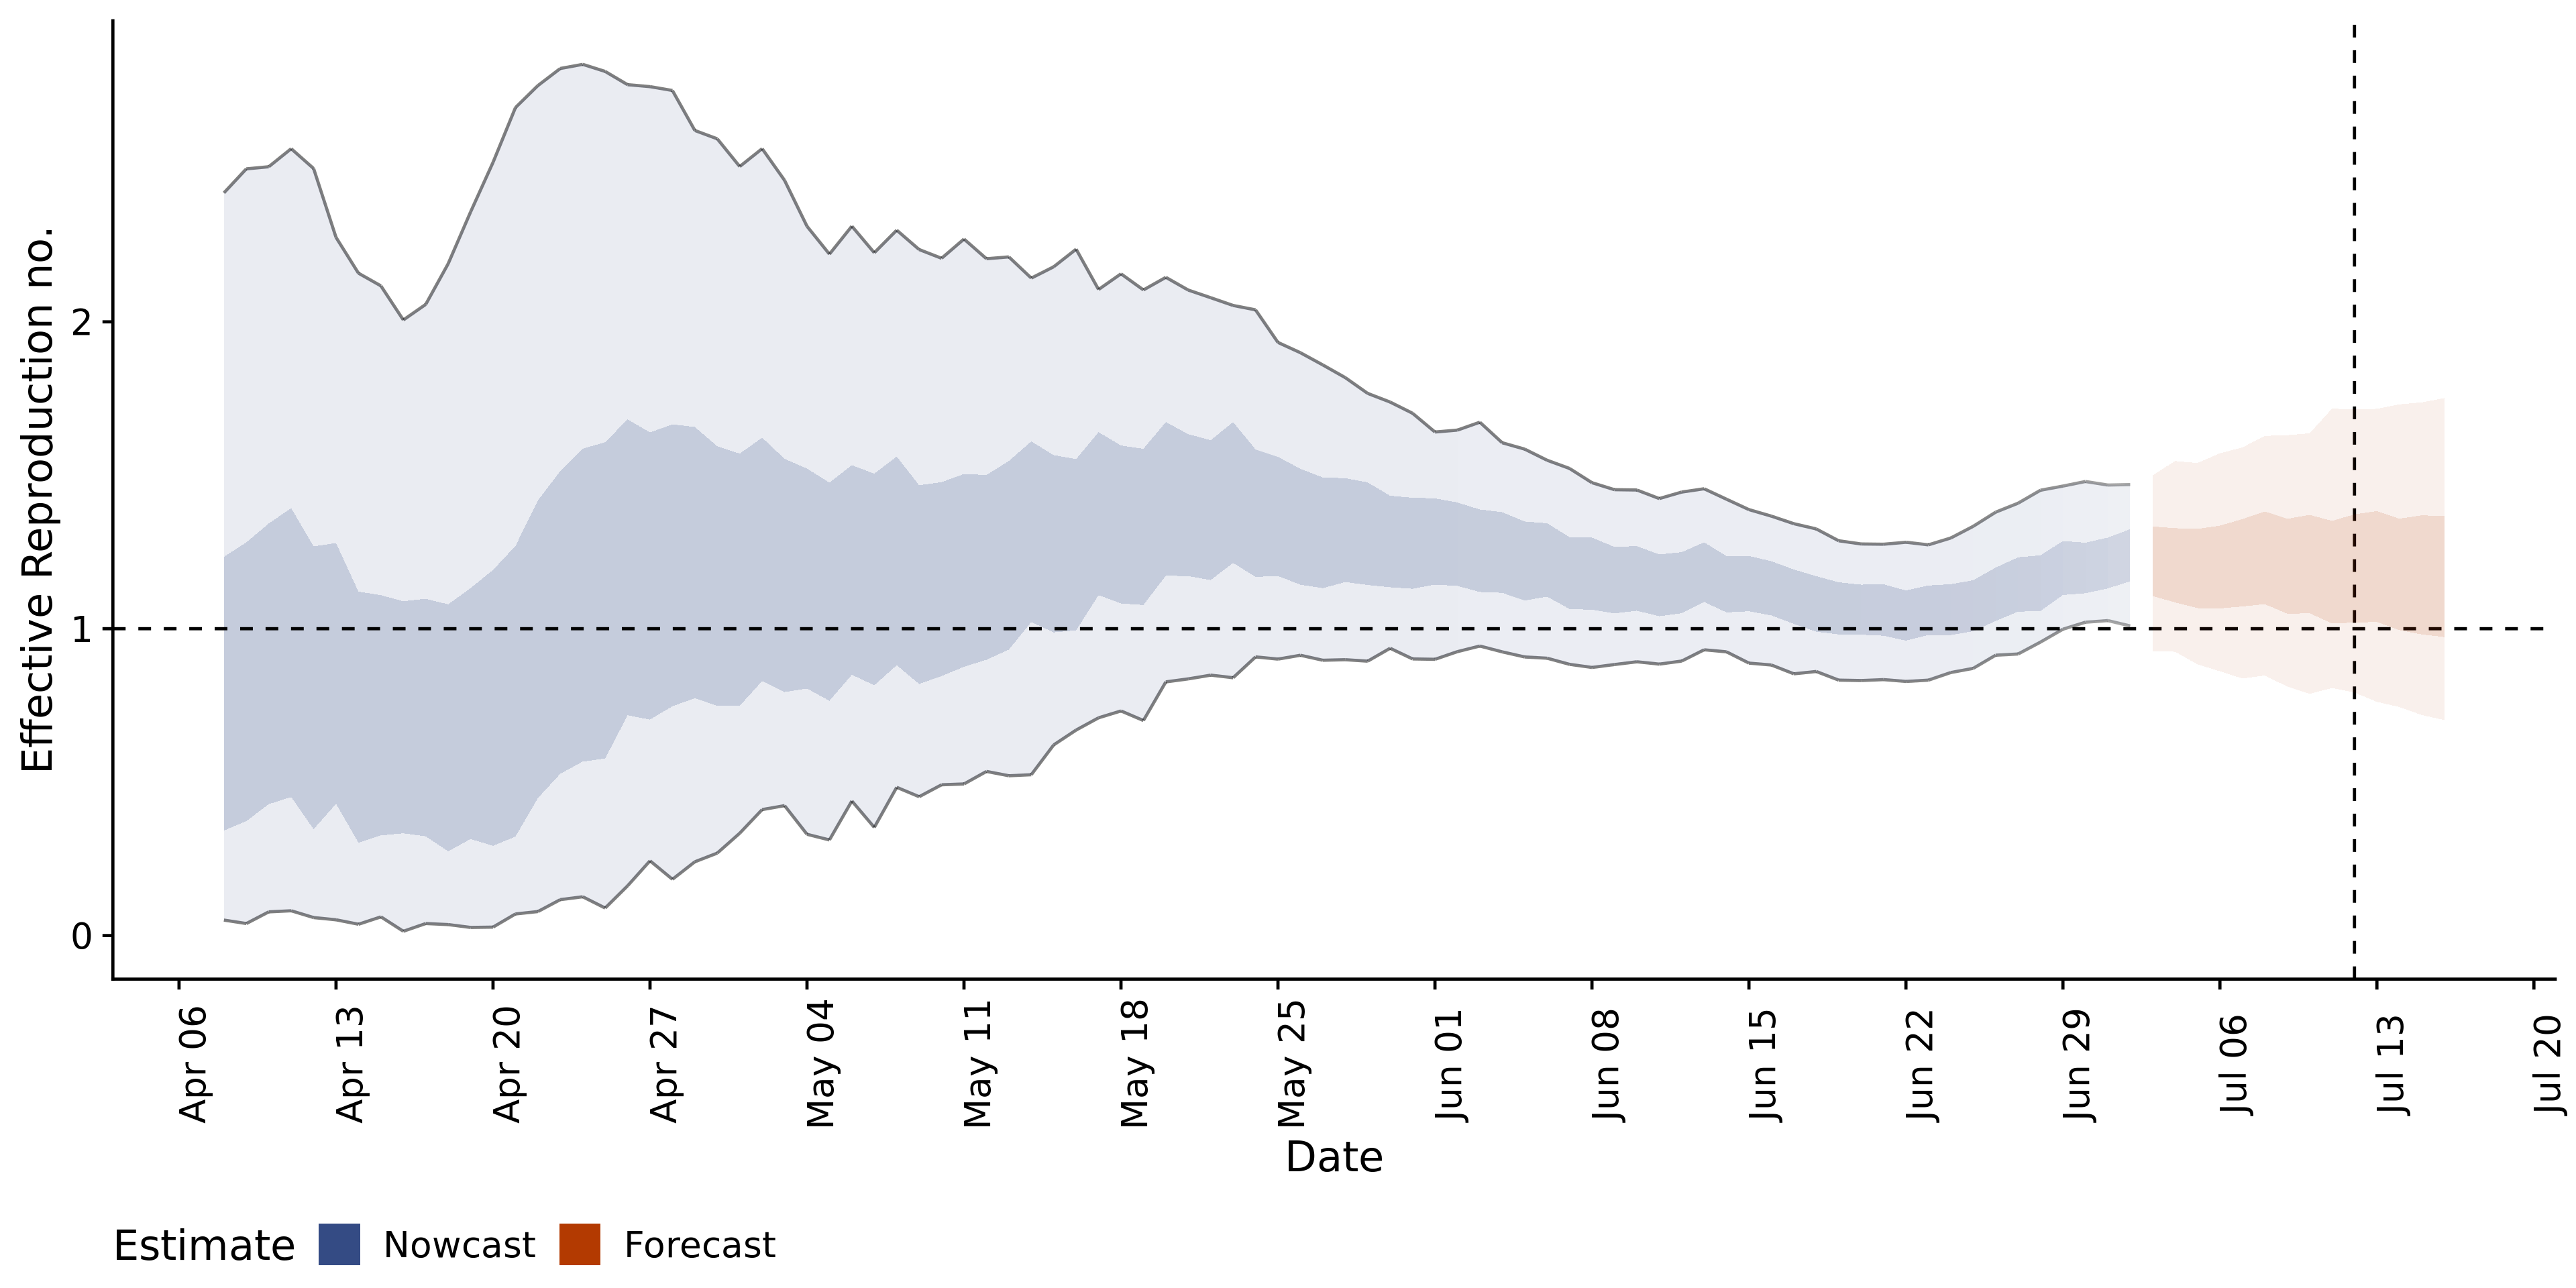 Effective Reproduction no.
2
1
0
Apr 06
Apr 13
Apr 20
Apr 27
May 04
May 11
May 18
May 25
Jun 01
Jun 08
Jun 15
Jun 22
Jun 29
Jul 06
Jul 13
Jul 20
Date
Estimate Nowcast Forecast